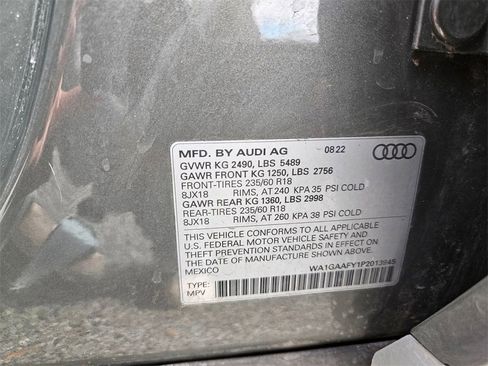 MFD. BY AUDI AG 08.22
GVWR KG 2490, LBS 5489
GAWR FRONT KG 1250, LBS 2756
FRONT-TIRES 235/60 R18
8JX18 RIMS, AT 240 KPA 35 PSI COLD
GAWR REAR KG 1360, LBS 2998
REAR-TIRES 235/60 R18
8JX18 RIMS, AT 260 KPA 38 PSI COLD
THIS VEHICLE CONFORMS TO ALL APPLICABLE
U.S. FEDERAL MOTOR VEHICLE SAFETY AND
THEFT PREVENTION STANDARDS IN EFFECT ON
THE DATE OF MANUFACTURE SHOWN ABOVE.
MEXICO
WA1GAAFY1P2013945
TYPE:
MPV